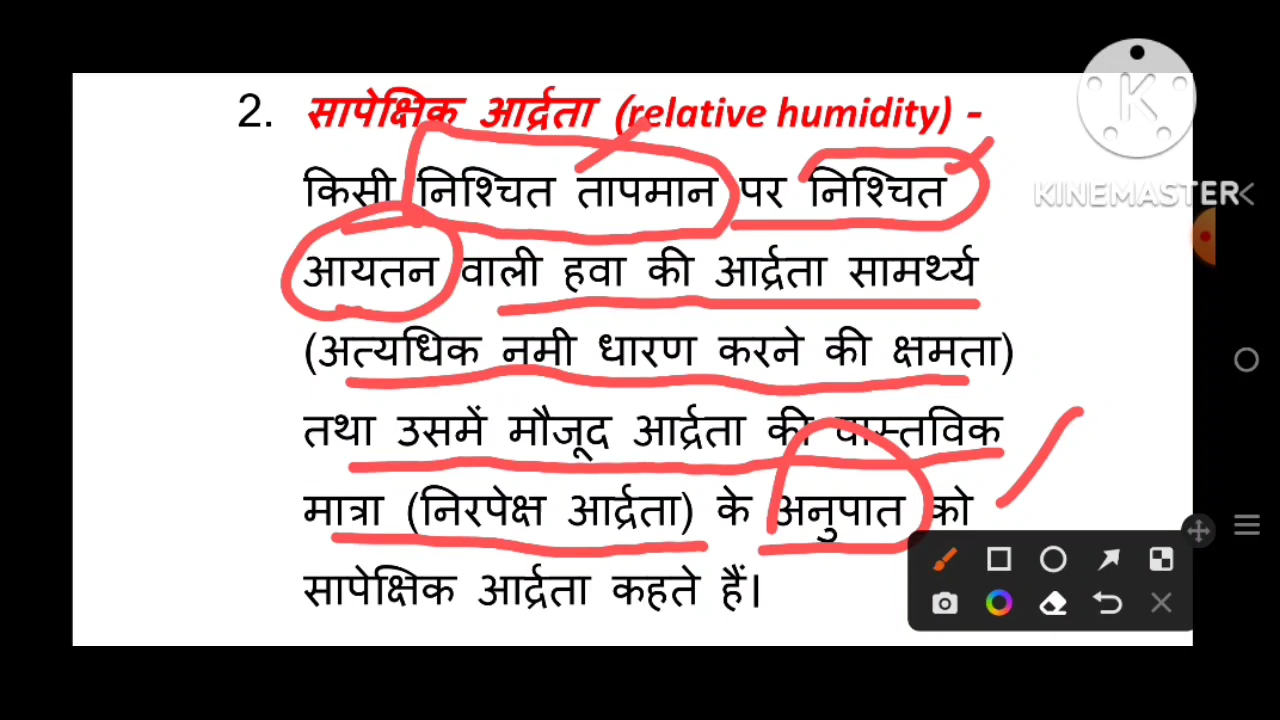 2. सापेक्षिक आर्द्रता (relative humidity) -
किसी निश्चित तापमान पर निश्चित
आयतन वाली हवा की आर्द्रता सामर्थ्य
(अत्यधिक नमी धारण करने की क्षमता)
तथा उसमें मौजूद आर्द्रता की वास्तविक
मात्रा (निरपेक्ष आर्द्रता) के अनुपात को
सापेक्षिक आर्द्रता कहते हैं।
K
KINEMASTER